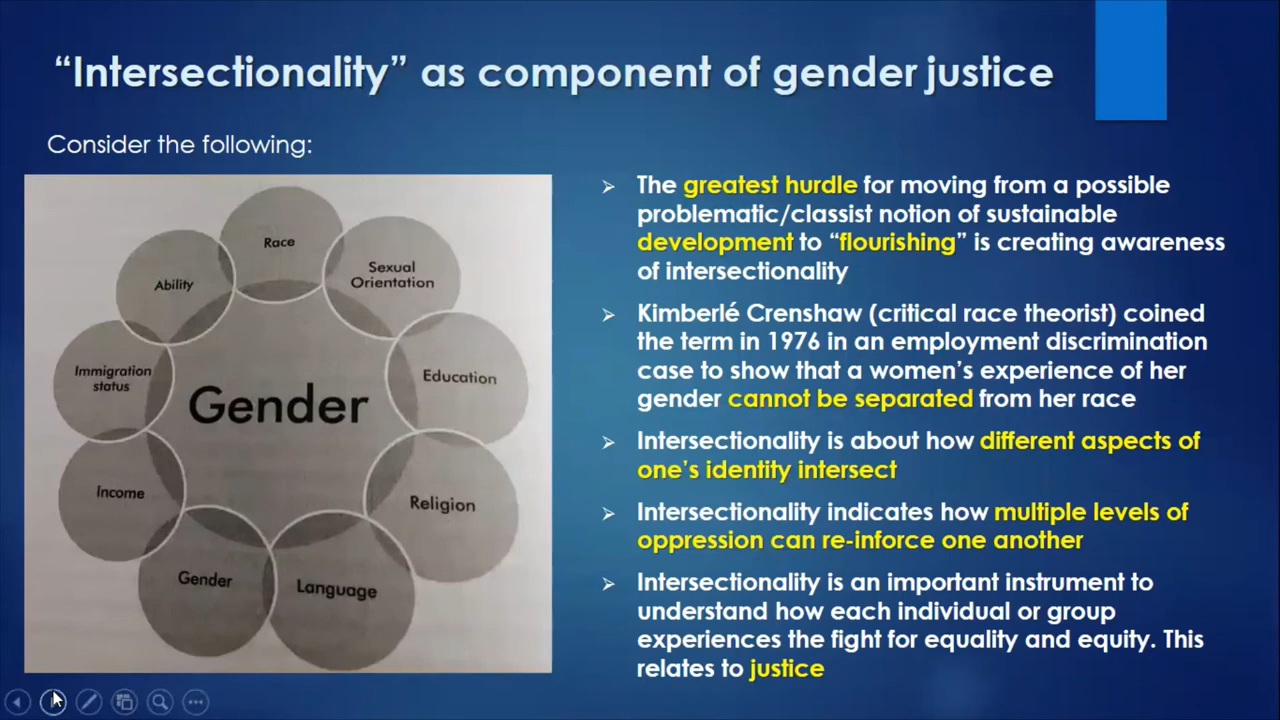 “Intersectionality” as component of gender justice
Consider the following:
Race
Sexual
Orientation
Ability
Immigration
status
Education
Gender
Income
Religion
Gender
Language
The greatest hurdle for moving from a possible
problematic/classist notion of sustainable
development to “flourishing” is creating awareness
of intersectionality
Kimberlé Crenshaw (critical race theorist) coined
the term in 1976 in an employment discrimination
case to show that a women’s experience of her
gender cannot be separated from her race
Intersectionality is about how different aspects of
one’s identity intersect
Intersectionality indicates how multiple levels of
oppression can re-inforce one another
Intersectionality is an important instrument to
understand how each individual or group
experiences the fight for equality and equity. This
relates to justice